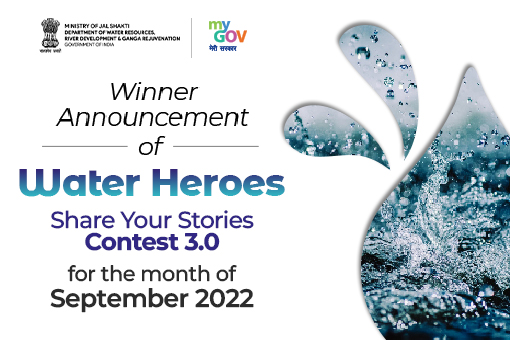 MINISTRY OF JAL SHAKTI
DEPARTMENT OF WATER RESOURCES,
RIVER DEVELOPMENT & GANGA REJUVENATION
GOVERNMENT OF INDIA
सत्यमेव जयते
my
GOV
मेरी सरकार
Winner
Announcement
of
Water Heroes
Share Your Stories
Contest 3.0
for the month of
September 2022